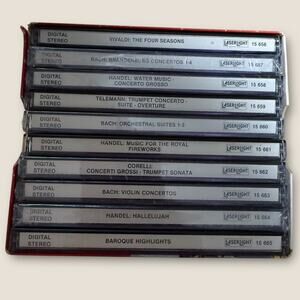 DIGITAL STEREO VIVALDI: THE FOUR SEASONS LASERLIGHT 15 656
DIGITAL STEREO BACH: BRANDENBURG CONCERTOS 1-4 LASERLIGHT 15 657
DIGITAL STEREO HANDEL: WATER MUSIC - LASERLIGHT 15 658
CONCERTO GROSSO
DIGITAL STEREO TELEMANN: TRUMPET CONCERTO - LASERLIGHT 15 659
SUITE - OVERTURE
DIGITAL STEREO BACH: ORCHESTRAL SUITES 1-3 LASERLIGHT 15 660
DIGITAL STEREO HANDEL: MUSIC FOR THE ROYAL LASERLIGHT 15 661
FIREWORKS
DIGITAL STEREO CORELLI: LASERLIGHT 15 662
CONCERTI GROSSI - TRUMPET SONATA
DIGITAL STEREO BACH: VIOLIN CONCERTOS LASERLIGHT 15 663
DIGITAL STEREO HANDEL: HALLELUJAH LASERLIGHT 15 664
DIGITAL STEREO BAROQUE HIGHLIGHTS LASERLIGHT 15 665